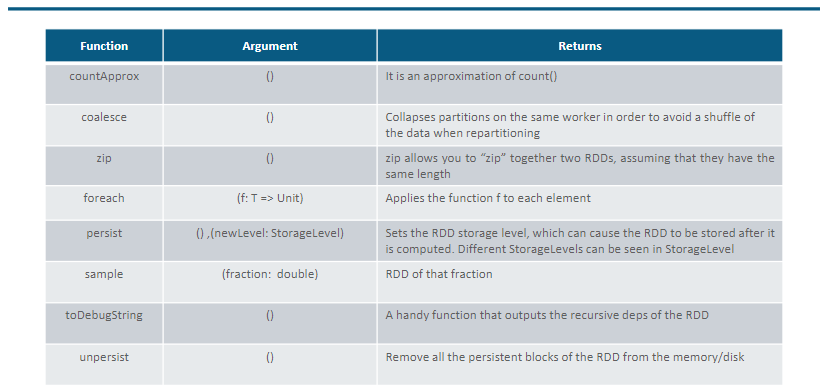 Function Argument Returns
countApprox () It is an approximation of count()
coalesce () Collapses partitions on the same worker in order to avoid a shuffle of
the data when repartitioning
zip () zip allows you to “zip” together two RDDs, assuming that they have the
same length
foreach (f: T => Unit) Applies the function f to each element
persist () ,(newLevel: StorageLevel) Sets the RDD storage level, which can cause the RDD to be stored after it
is computed. Different StorageLevels can be seen in StorageLevel
sample (fraction: double) RDD of that fraction
toDebugString () A handy function that outputs the recursive deps of the RDD
unpersist () Remove all the persistent blocks of the RDD from the memory/disk